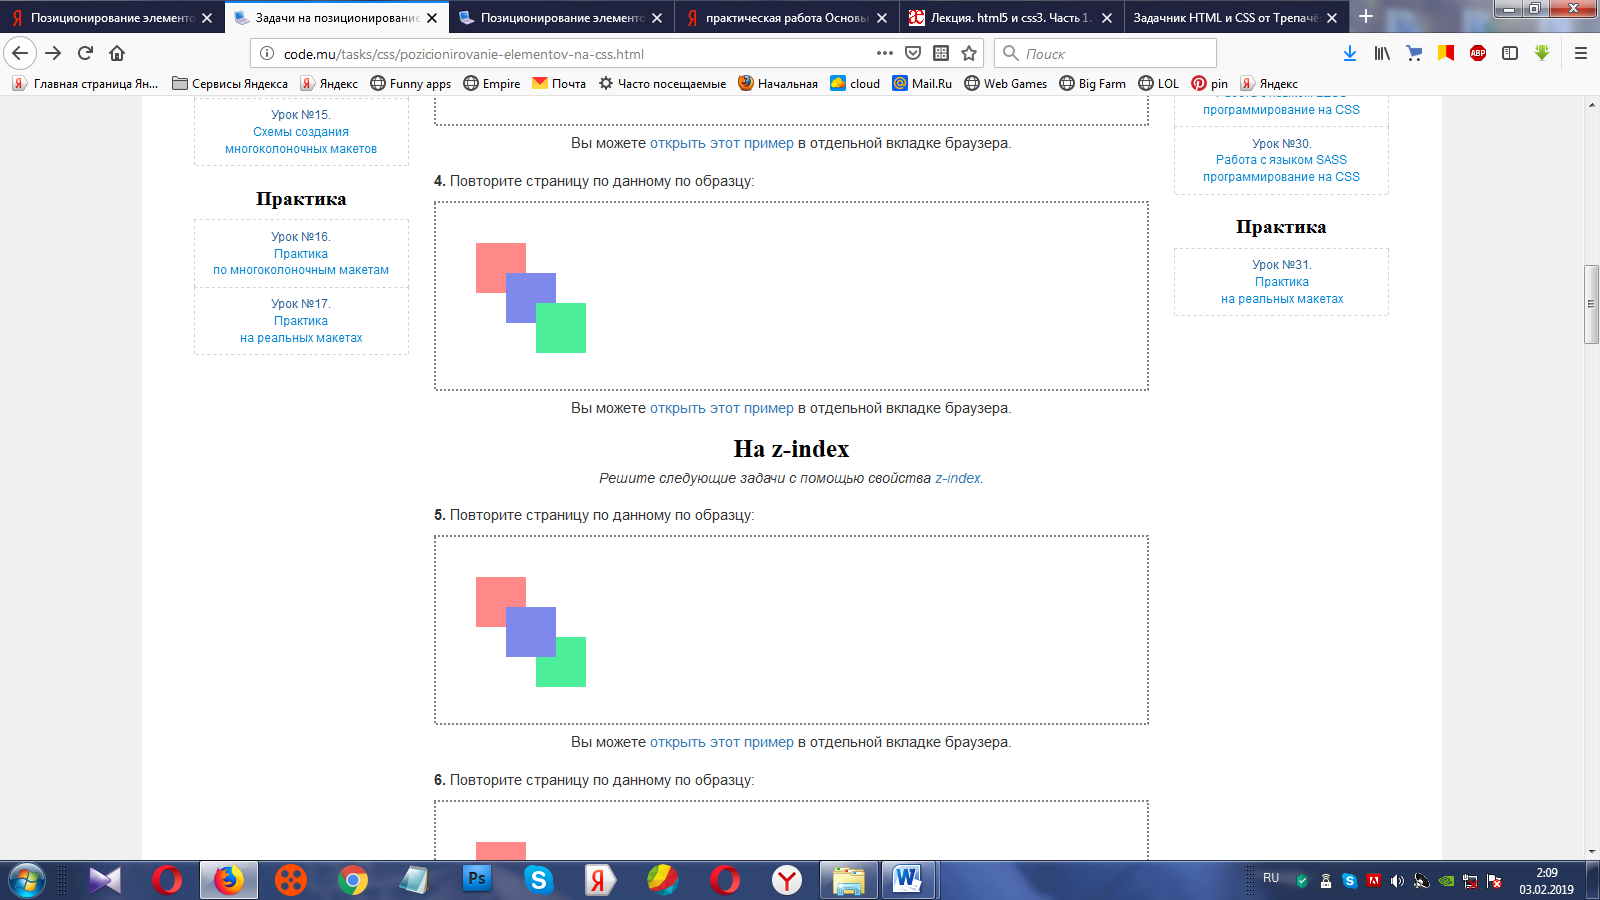 Позиционирование элементо
Задачи на позиционирование
Позиционирование элементо
практическая работа Основы
Лекция. html5 и css3. Часть 1.
Задачник HTML и CSS от Трепачё
code.mu/tasks/css/pozicionirovanie-elementov-na-css.html
Поиск
Главная страница Ян...
Сервисы Яндекса
Яндекс
Funny apps
Empire
Почта
Часто посещаемые
Начальная
cloud
Mail.Ru
Web Games
Big Farm
LOL
pin
Яндекс
Урок №15.
Схемы создания
многоколоночных макетов
Практика
Урок №16.
Практика
по многоколоночным макетам
Урок №17.
Практика
на реальных макетах
Вы можете открыть этот пример в отдельной вкладке браузера.
4. Повторите страницу по данному по образцу:
Вы можете открыть этот пример в отдельной вкладке браузера.
На z-index
Решите следующие задачи с помощью свойства z-index.
5. Повторите страницу по данному по образцу:
Вы можете открыть этот пример в отдельной вкладке браузера.
6. Повторите страницу по данному по образцу:
программирование на CSS
Урок №30.
Работа с языком SASS
программирование на CSS
Практика
Урок №31.
Практика
на реальных макетах
RU
2:09
03.02.2019